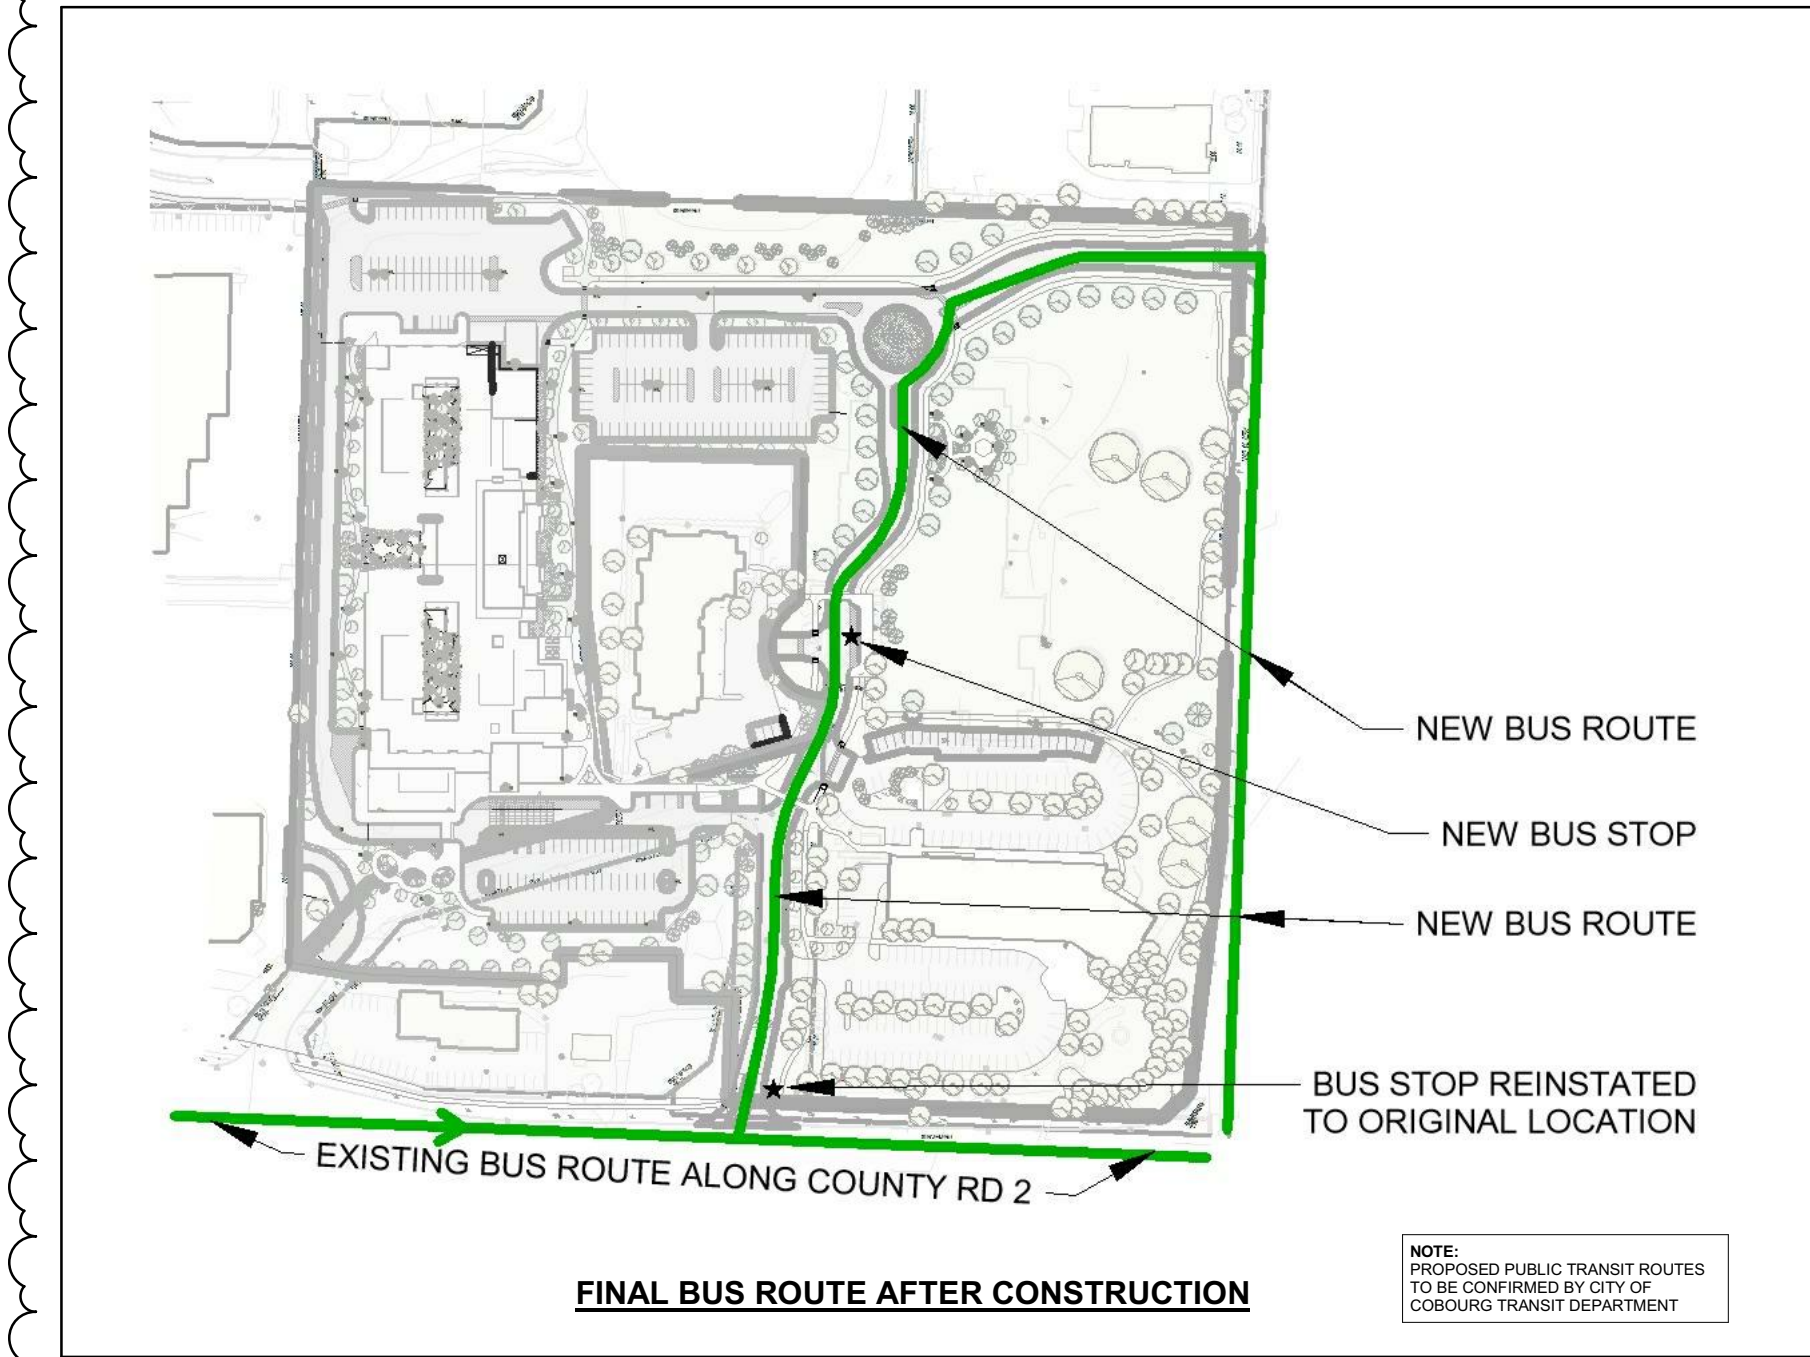 NEW BUS ROUTE
NEW BUS STOP
NEW BUS ROUTE
BUS STOP REINSTATED
TO ORIGINAL LOCATION
EXISTING BUS ROUTE ALONG COUNTY RD 2
FINAL BUS ROUTE AFTER CONSTRUCTION
NOTE:
PROPOSED PUBLIC TRANSIT ROUTES
TO BE CONFIRMED BY CITY OF
COBOURG TRANSIT DEPARTMENT